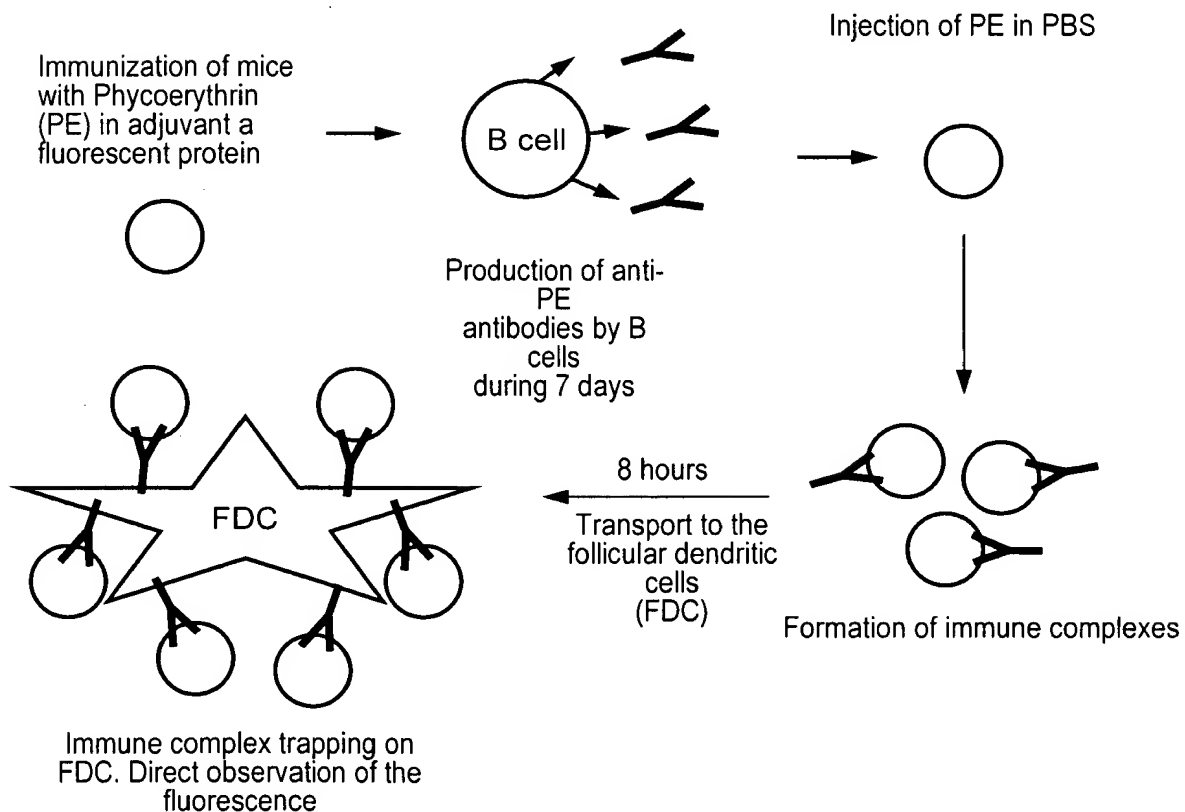 Immunization of mice
with Phycoerythrin
(PE) in adjuvant a
fluorescent protein
B cell
Production of anti-
PE
antibodies by B
cells
during 7 days
Injection of PE in PBS
Formation of immune complexes
8 hours
Transport to the
follicular dendritic
cells
(FDC)
FDC
Immune complex trapping on
FDC. Direct observation of the
fluorescence